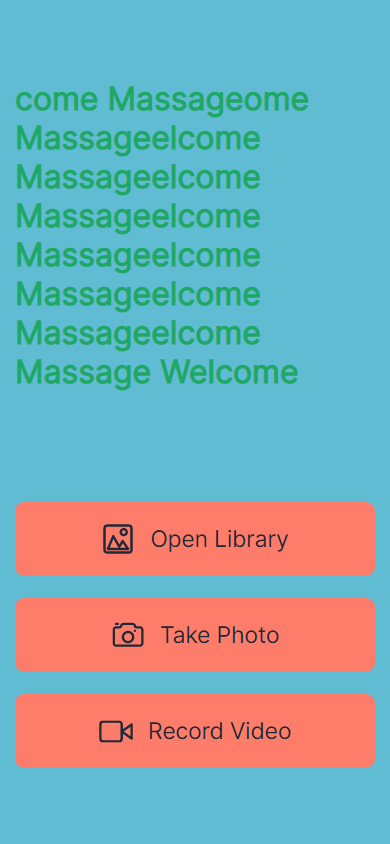 come Massageome
Massageelcome
Massageelcome
Massageelcome
Massageelcome
Massageelcome
Massageelcome
Massage Welcome
Open Library
Take Photo
Record Video